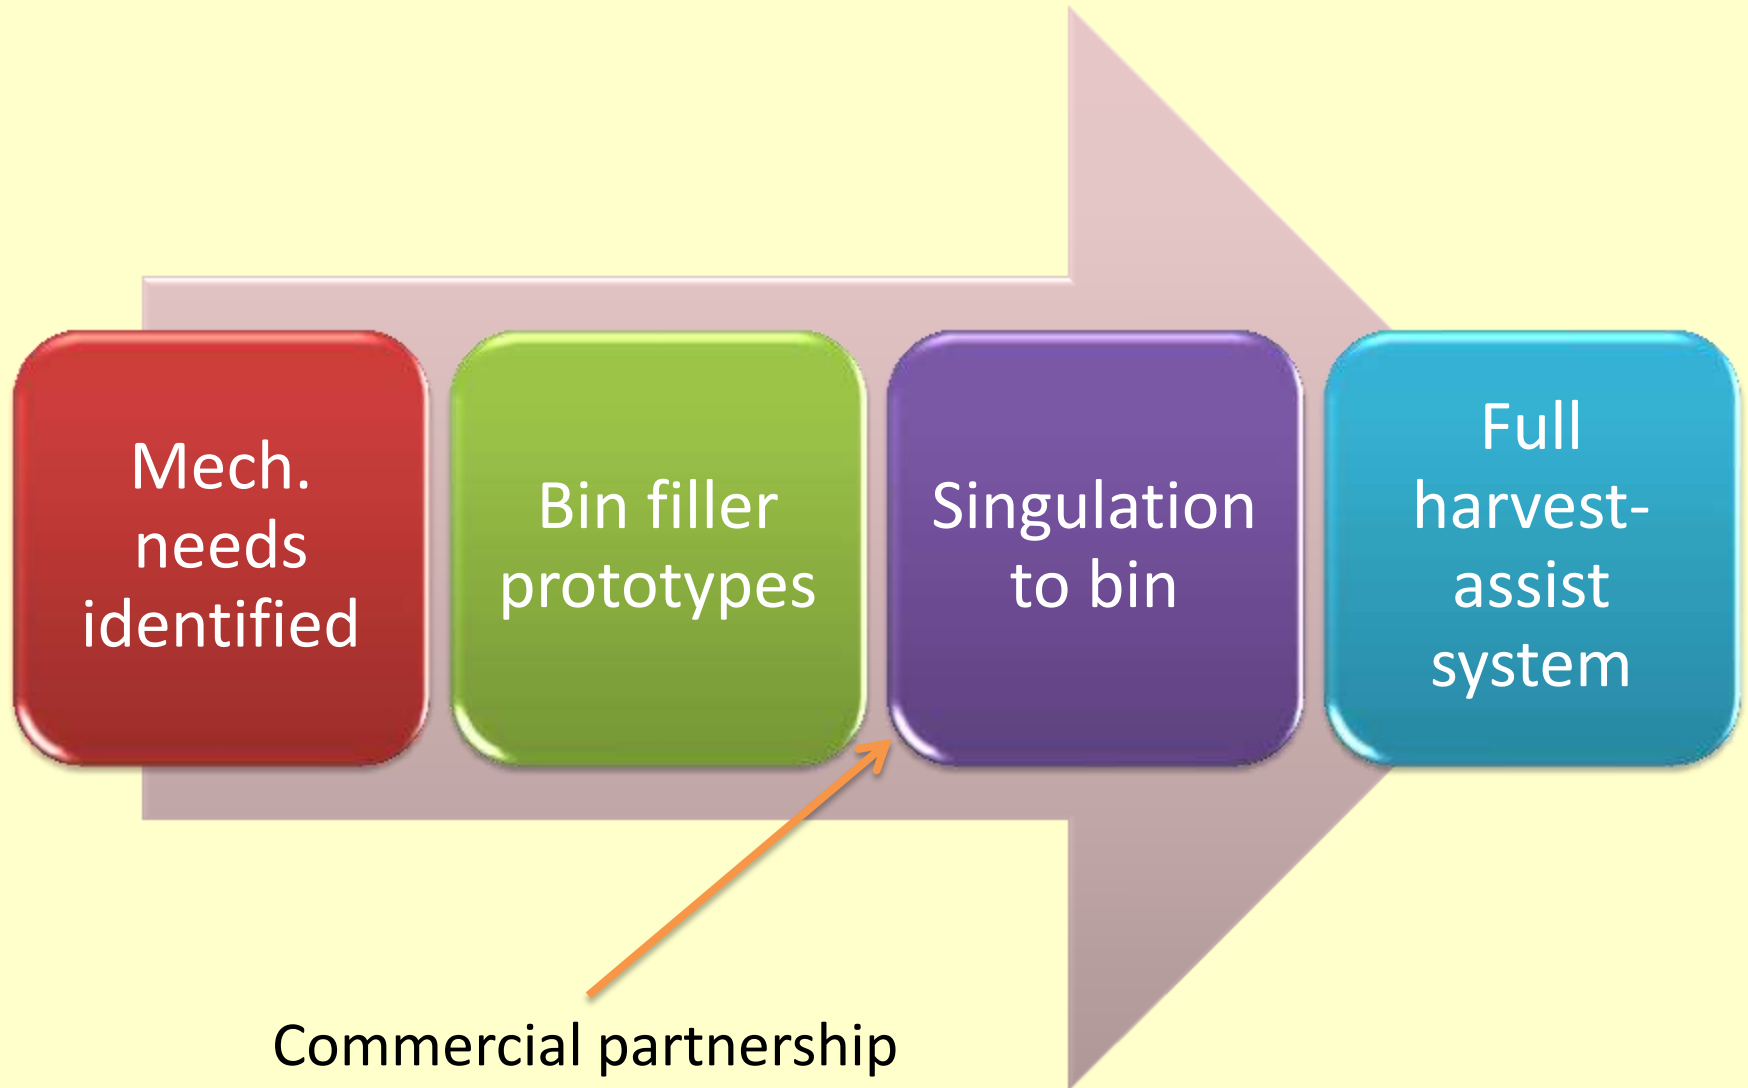 Mech.
needs
identified
Bin filler
prototypes
Singulation
to bin
Full
harvest-
assist
system
Commercial partnership